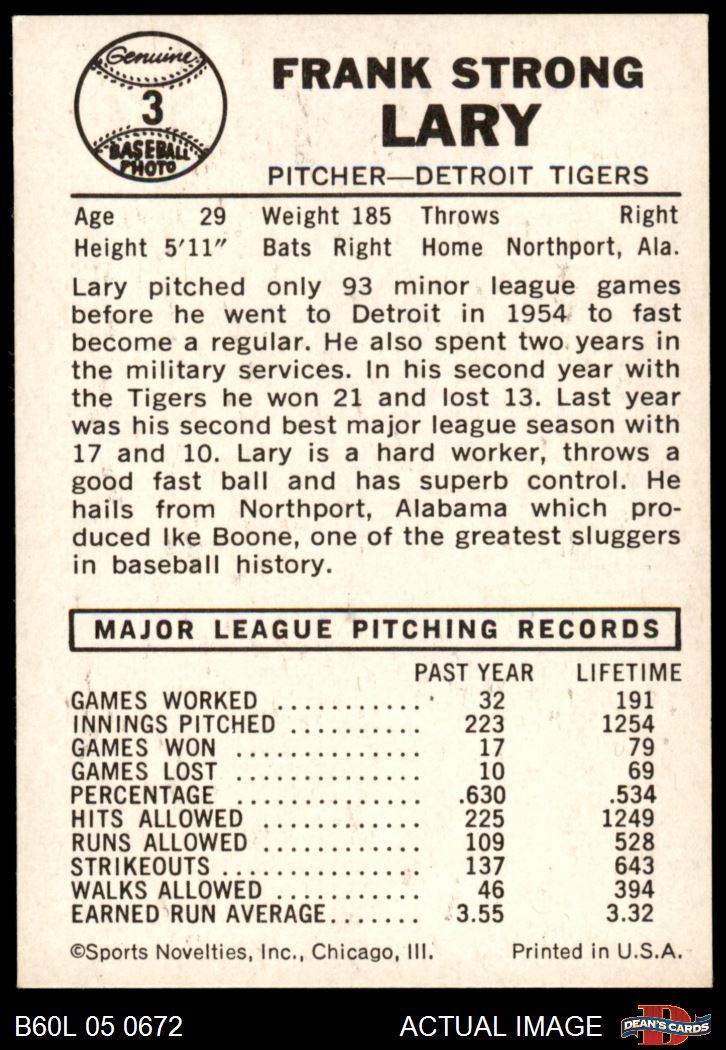 Genuine
3
BASEBALL
PHOTO
FRANK STRONG
LARY
PITCHER—DETROIT TIGERS
Age 29 Weight 185 Throws Right
Height 5'11" Bats Right Home Northport, Ala.
Lary pitched only 93 minor league games
before he went to Detroit in 1954 to fast
become a regular. He also spent two years in
the military services. In his second year with
the Tigers he won 21 and lost 13. Last year
was his second best major league season with
17 and 10. Lary is a hard worker, throws a
good fast ball and has superb control. He
hails from Northport, Alabama which pro-
duced Ike Boone, one of the greatest sluggers
in baseball history.
MAJOR LEAGUE PITCHING RECORDS
PAST YEAR LIFETIME
GAMES WORKED ........... 32 191
INNINGS PITCHED .......... 223 1254
GAMES WON .............. 17 79
GAMES LOST .............. 10 69
PERCENTAGE .............. .630 .534
HITS ALLOWED ............ 225 1249
RUNS ALLOWED ............ 109 528
STRIKEOUTS ............... 137 643
WALKS ALLOWED ........... 46 394
EARNED RUN AVERAGE....... 3.55 3.32
©Sports Novelties, Inc., Chicago, Ill. Printed in U.S.A.
B60L 05 0672 ACTUAL IMAGE D DEAN'S CARDS